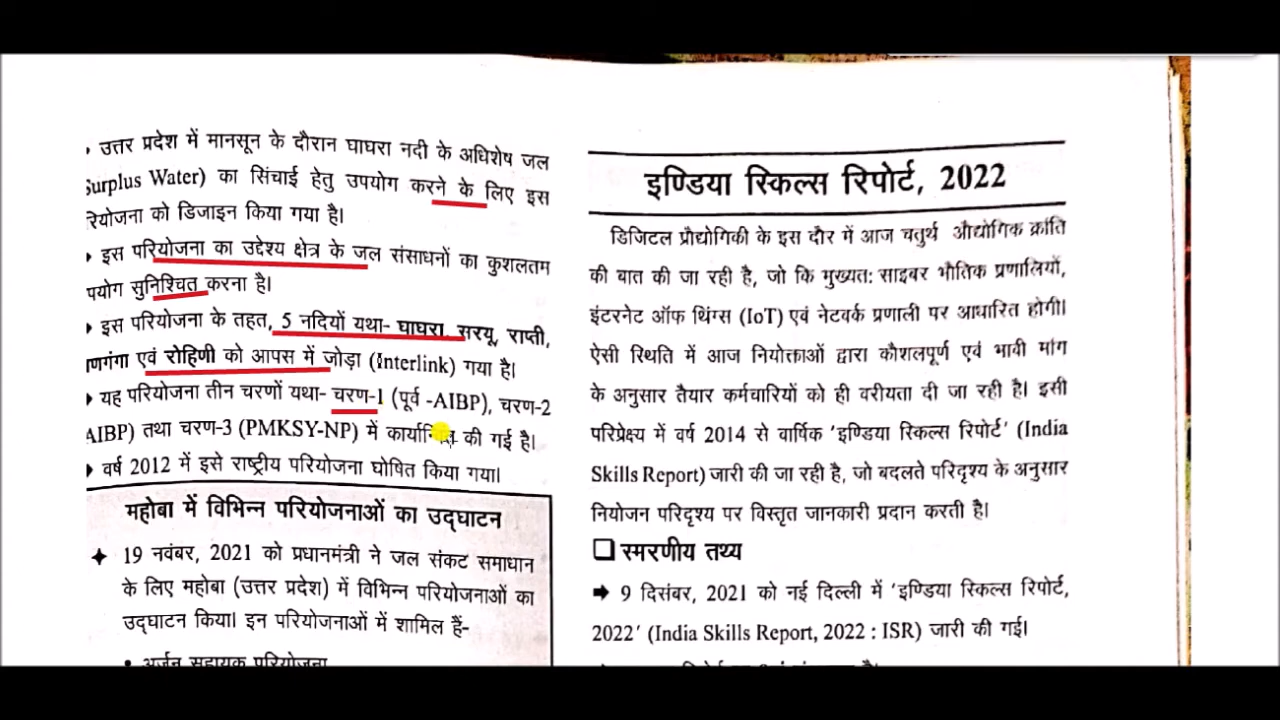 उत्तर प्रदेश में मानसून के दौरान घाघरा नदी के अधिशेष जल
Surplus Water) का सिंचाई हेतु उपयोग करने के लिए इस
रियोजना को डिजाइन किया गया है।
इस परियोजना का उद्देश्य क्षेत्र के जल संसाधनों का कुशलतम
पयोग सुनिश्चित करना है।
इस परियोजना के तहत, 5 नदियों यथा- घाघरा, सरयू, राप्ती,
णगंगा एवं रोहिणी को आपस में जोड़ा (Interlink) गया है।
यह परियोजना तीन चरणों यथा- चरण-1 (पूर्व -AIBP), चरण-2
AIBP) तथा चरण-3 (PMKSY-NP) में की गई है।
वर्ष 2012 में इसे राष्ट्रीय परियोजना घोषित किया गया।
महोबा में विभिन्न परियोजनाओं का उद्घाटन
19 नवंबर, 2021 को प्रधानमंत्री ने जल संकट समाधान
के लिए महोबा (उत्तर प्रदेश) में विभिन्न परियोजनाओं का
उद्घाटन किया। इन परियोजनाओं में शामिल हैं-
अर्जुन सहायक परियोजना
इण्डिया स्किल्स रिपोर्ट, 2022
डिजिटल प्रौद्योगिकी के इस दौर में आज चतुर्थ औद्योगिक क्रांति
की बात की जा रही है, जो कि मुख्यत: साइबर भौतिक प्रणालियों,
इंटरनेट ऑफ थिंग्स (IoT) एवं नेटवर्क प्रणाली पर आधारित होगी।
ऐसी स्थिति में आज नियोक्ताओं द्वारा कौशलपूर्ण एवं भावी मांग
के अनुसार तैयार कर्मचारियों को ही वरीयता दी जा रही है। इसी
परिप्रेक्ष्य में वर्ष 2014 से वार्षिक 'इण्डिया स्किल्स रिपोर्ट' (India
Skills Report) जारी की जा रही है, जो बदलते परिदृश्य के अनुसार
नियोजन परिदृश्य पर विस्तृत जानकारी प्रदान करती है।
स्मरणीय तथ्य
9 दिसंबर, 2021 को नई दिल्ली में 'इण्डिया स्किल्स रिपोर्ट,
2022' (India Skills Report, 2022 : ISR) जारी की गई।